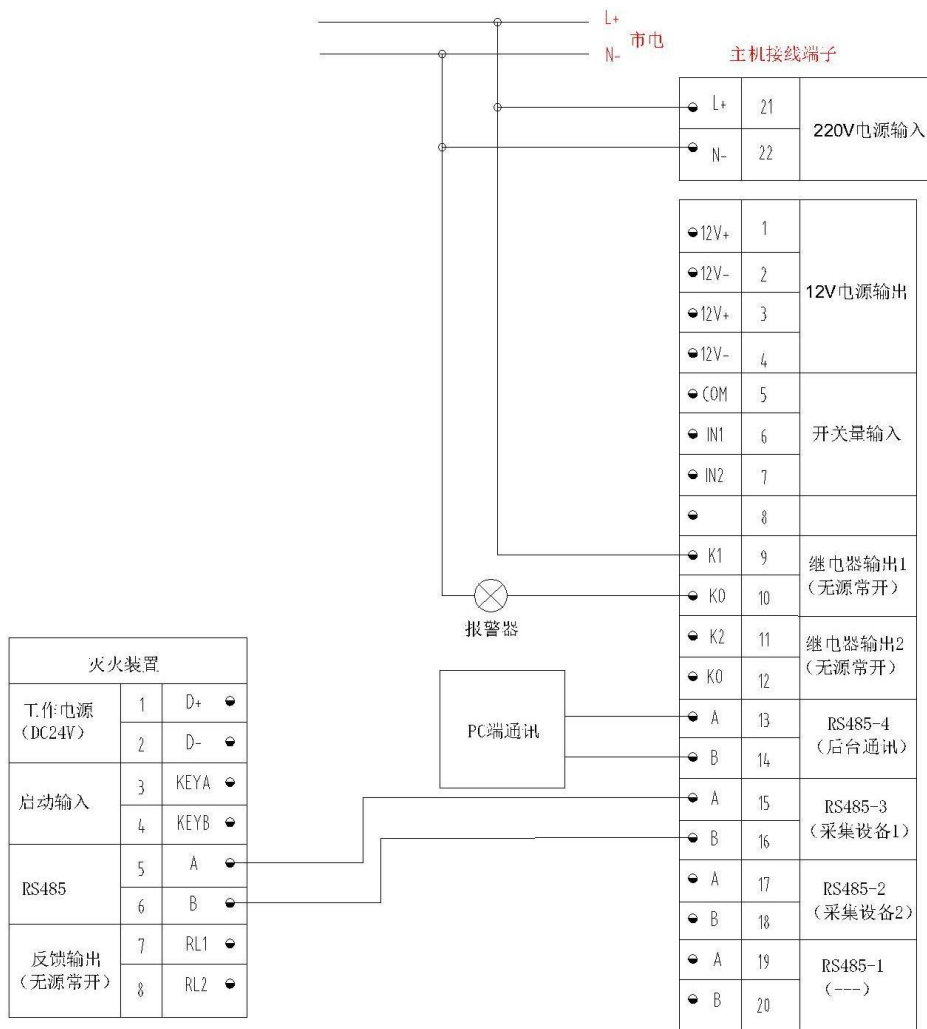 L+
市电
N-
主机接线端子
L+ 21
220V电源输入
N- 22
12V+ 1
12V- 2
12V电源输出
12V+ 3
12V- 4
COM 5
IN1 6
开关量输入
IN2 7
8
K1 9
继电器输出1
(无源常开)
K0 10
报警器
K2 11
继电器输出2
(无源常开)
K0 12
PC端通讯
A 13
RS485-4
(后台通讯)
B 14
A 15
RS485-3
(采集设备1)
B 16
A 17
RS485-2
(采集设备2)
B 18
A 19
RS485-1
(---)
B 20
灭火装置
工作电源
(DC24V)
1 D+
2 D-
启动输入
3 KEYA
4 KEYB
RS485
5 A
6 B
反馈输出
(无源常开)
7 RL1
8 RL2